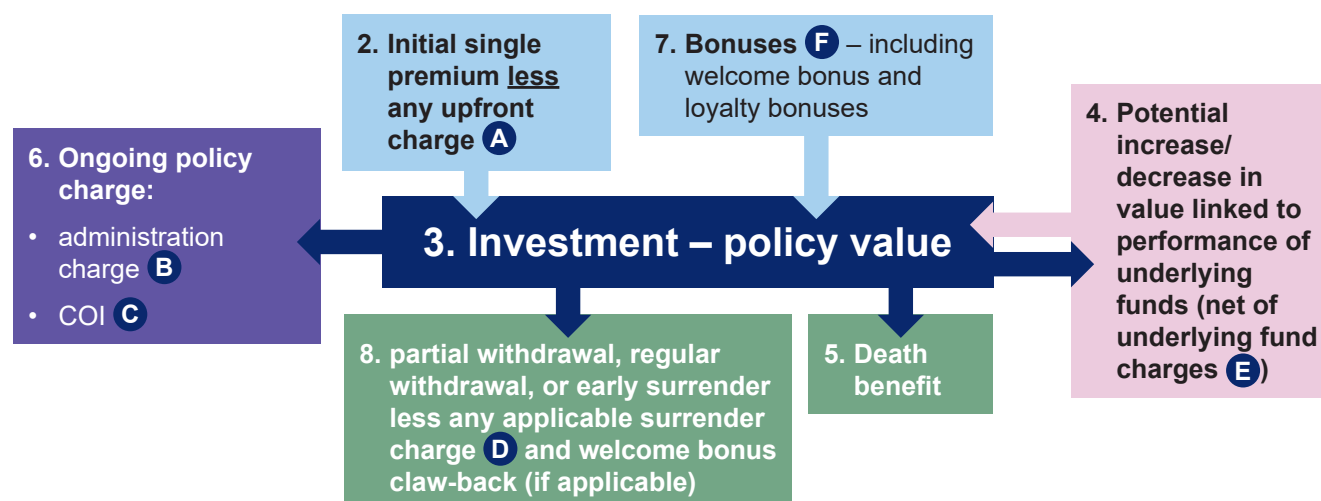 2. Initial single
premium less
any upfront
charge A
7. Bonuses F – including
welcome bonus and
loyalty bonuses
4. Potential
increase/
decrease in
value linked to
performance of
underlying
funds (net of
underlying fund
charges E)
6. Ongoing policy
charge:
• administration
charge B
• COI C
3. Investment – policy value
8. partial withdrawal, regular
withdrawal, or early surrender
less any applicable surrender
charge D and welcome bonus
claw-back (if applicable)
5. Death
benefit